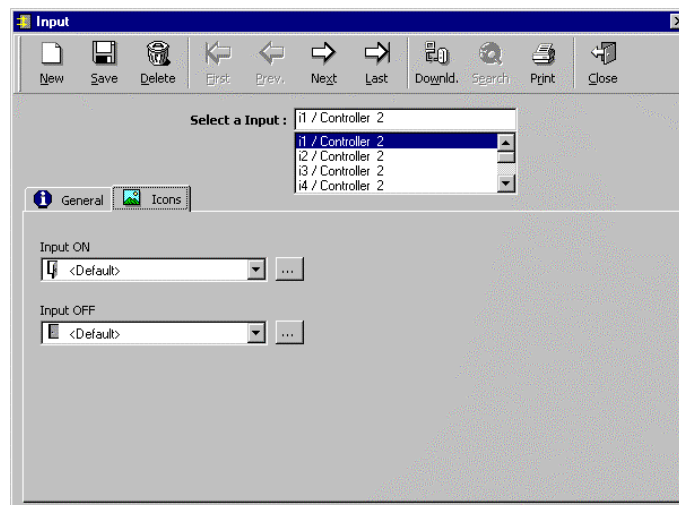 Input
New Save Delete First Prev. Next Last Downld. Search Print Close
Select a Input : i1 / Controller 2
i1 / Controller 2
i2 / Controller 2
i3 / Controller 2
i4 / Controller 2
General Icons
Input ON
<Default> ...
Input OFF
<Default> ...